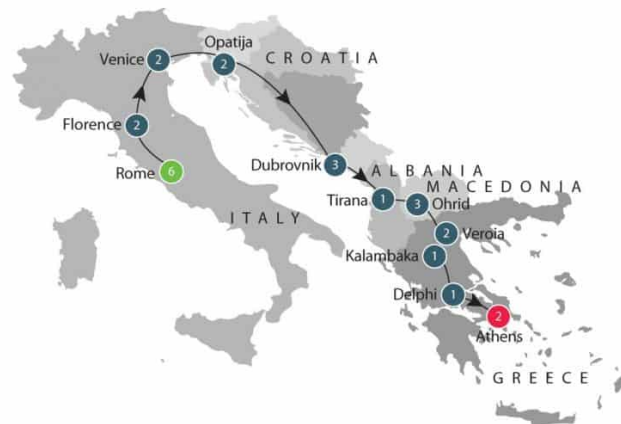 Opatija
2
CROATIA
Venice
2
2
Florence
2
Rome
6
ITALY
Dubrovnik
3
ALBANIA
MACEDONIA
Tirana
1
3
Ohrid
2
Veroia
Kalambaka
1
Delphi
1
2
Athens
GREECE